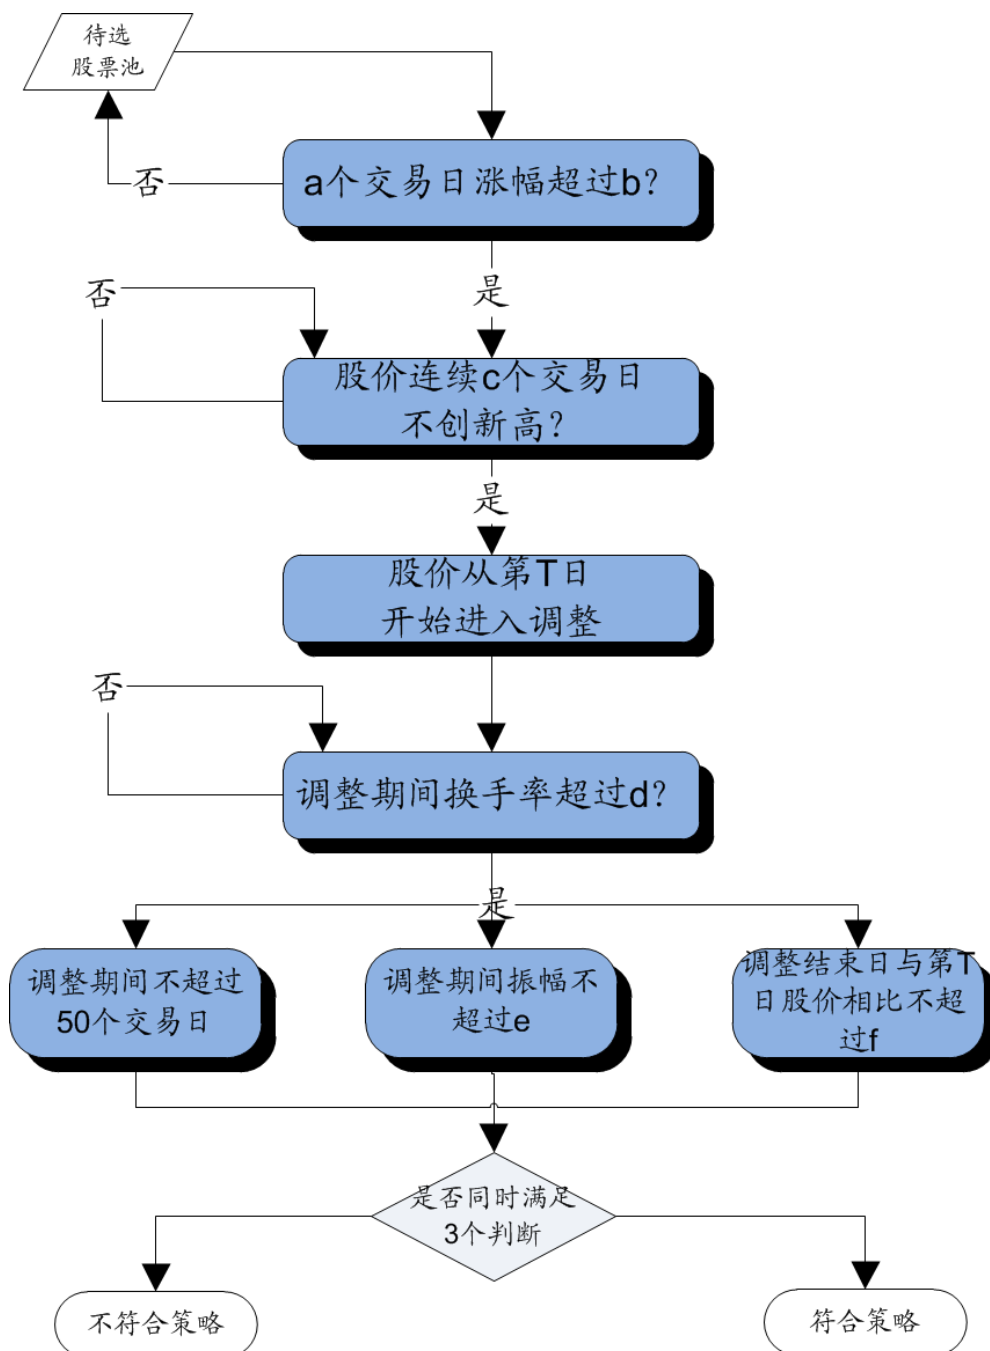 待选
股票池
否
a个交易日涨幅超过b?
是
否
股价连续c个交易日
不创新高?
是
股价从第T日
开始进入调整
否
调整期间换手率超过d?
是
调整期间不超过
50个交易日
调整期间振幅不
超过e
调整结束日与第T
日股价相比不超
过f
是否同时满足
3个判断
不符合策略
符合策略